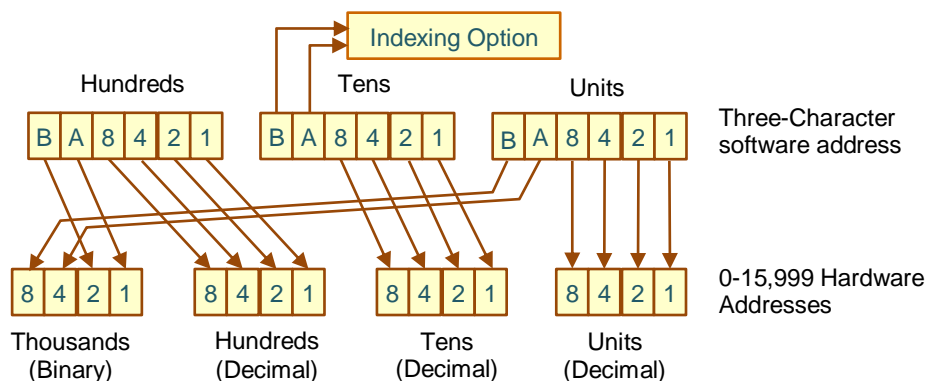 Indexing Option
Hundreds Tens Units
B A 8 4 2 1 B A 8 4 2 1 B A 8 4 2 1
Three-Character
software address
8 4 2 1 8 4 2 1 8 4 2 1 8 4 2 1
0-15,999 Hardware
Addresses
Thousands Hundreds Tens Units
(Binary) (Decimal) (Decimal) (Decimal)